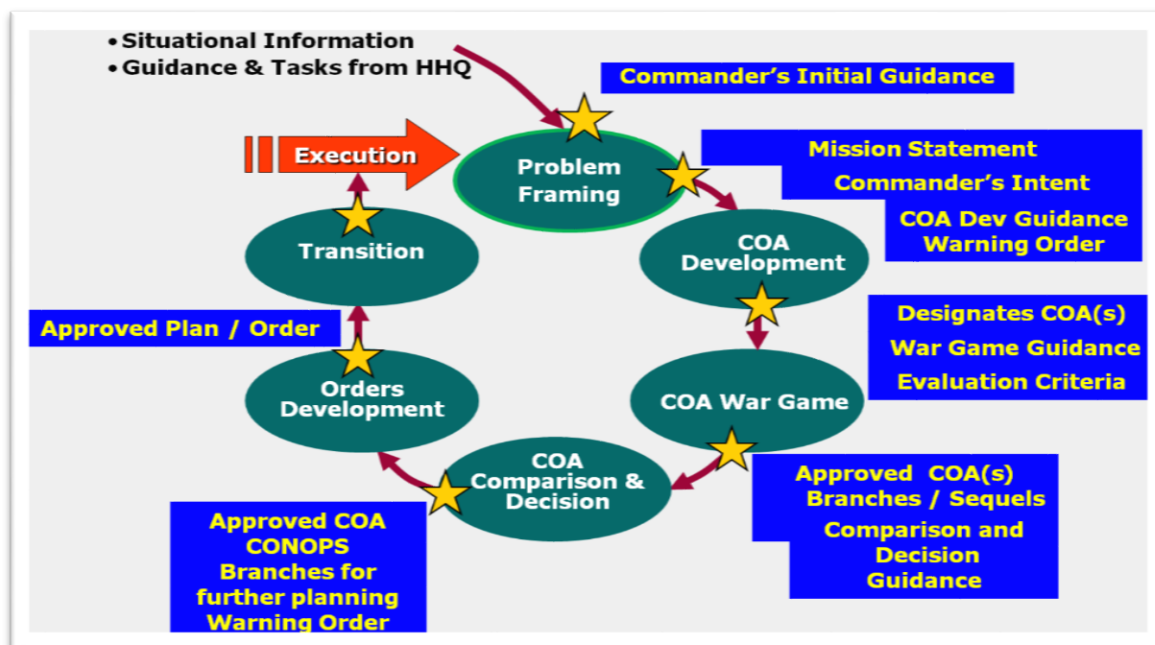 • Situational Information
• Guidance & Tasks from HHQ
Commander's Initial Guidance
Execution
Problem
Framing
Mission Statement
Commander's Intent
COA Dev Guidance
Warning Order
COA
Development
Transition
Designates COA(s)
War Game Guidance
Evaluation Criteria
Approved Plan / Order
Orders
Development
COA War Game
COA
Comparison &
Decision
Approved COA(s)
Branches / Sequels
Comparison and
Decision
Guidance
Approved COA
CONOPS
Branches for
further planning
Warning Order